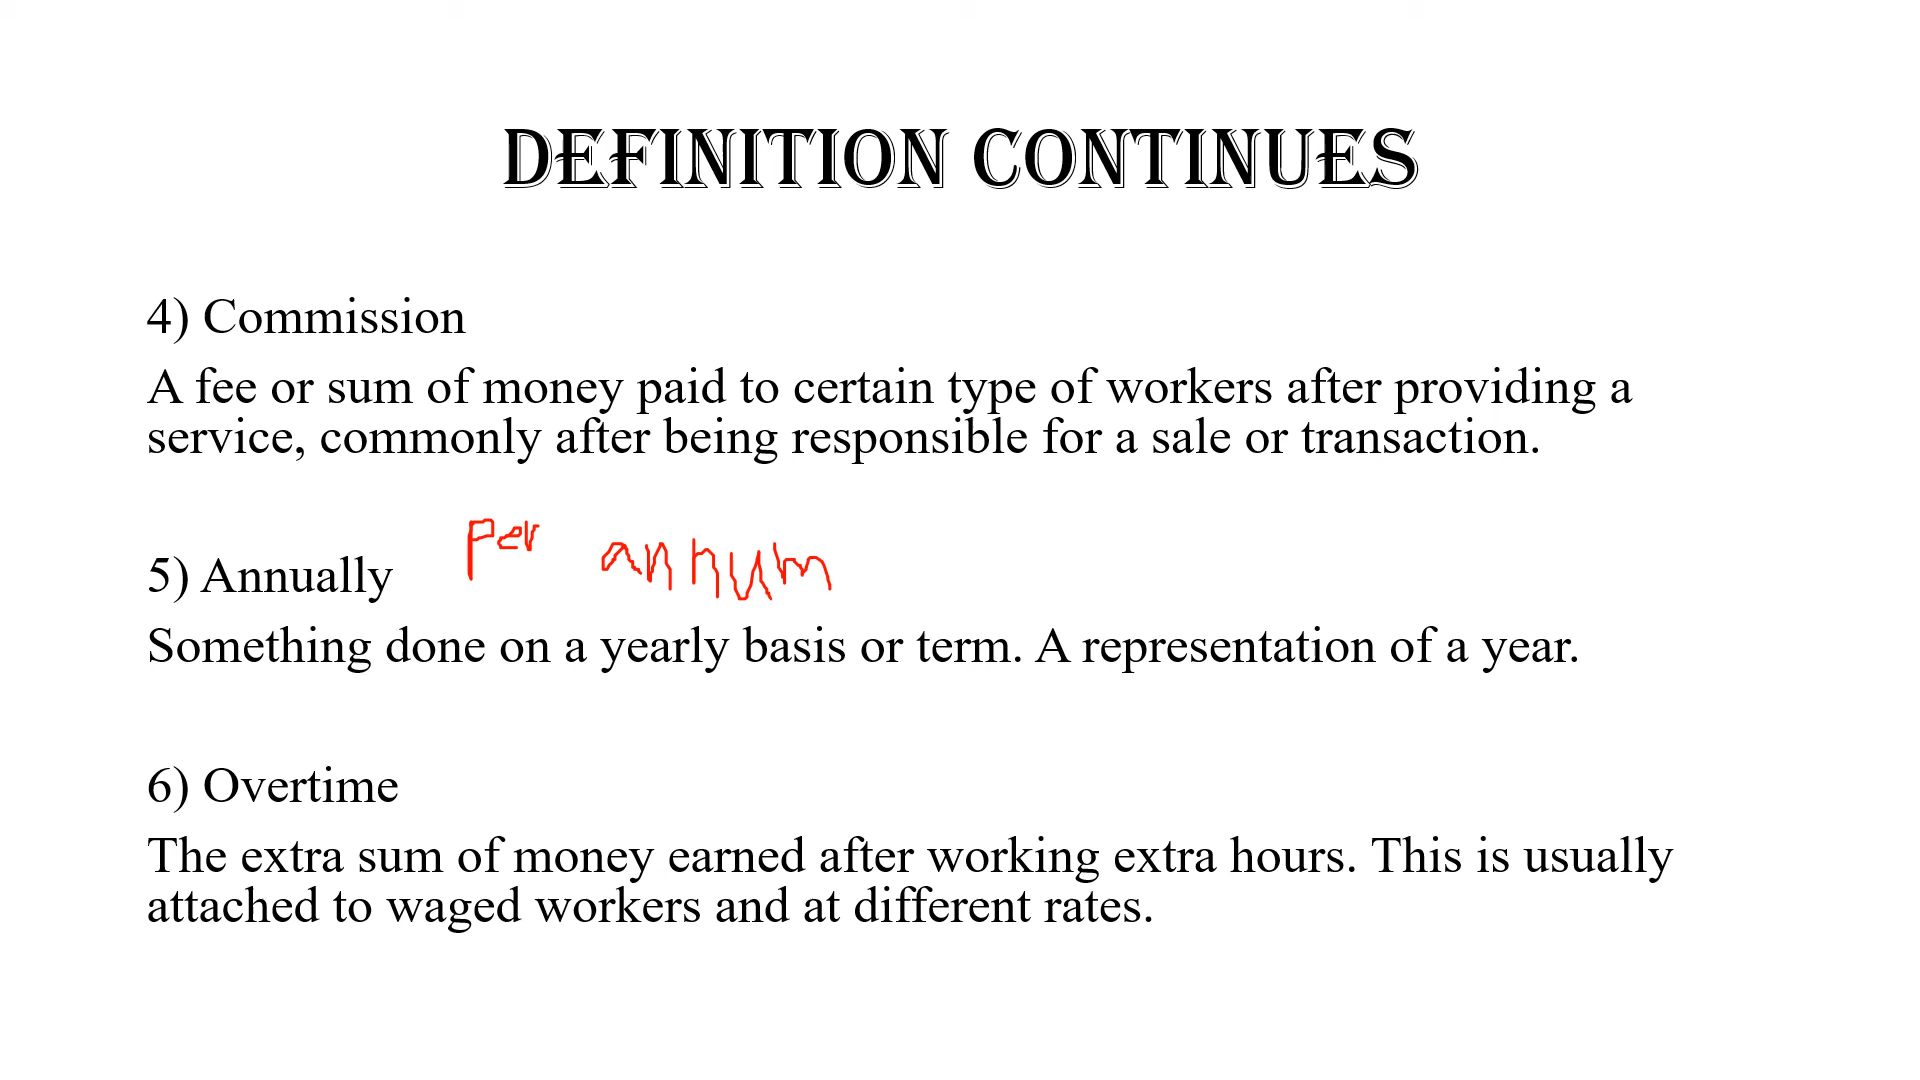 DEFINITION CONTINUES
4) Commission
A fee or sum of money paid to certain type of workers after providing a
service, commonly after being responsible for a sale or transaction.
5) Annually Per annum
Something done on a yearly basis or term. A representation of a year.
6) Overtime
The extra sum of money earned after working extra hours. This is usually
attached to waged workers and at different rates.